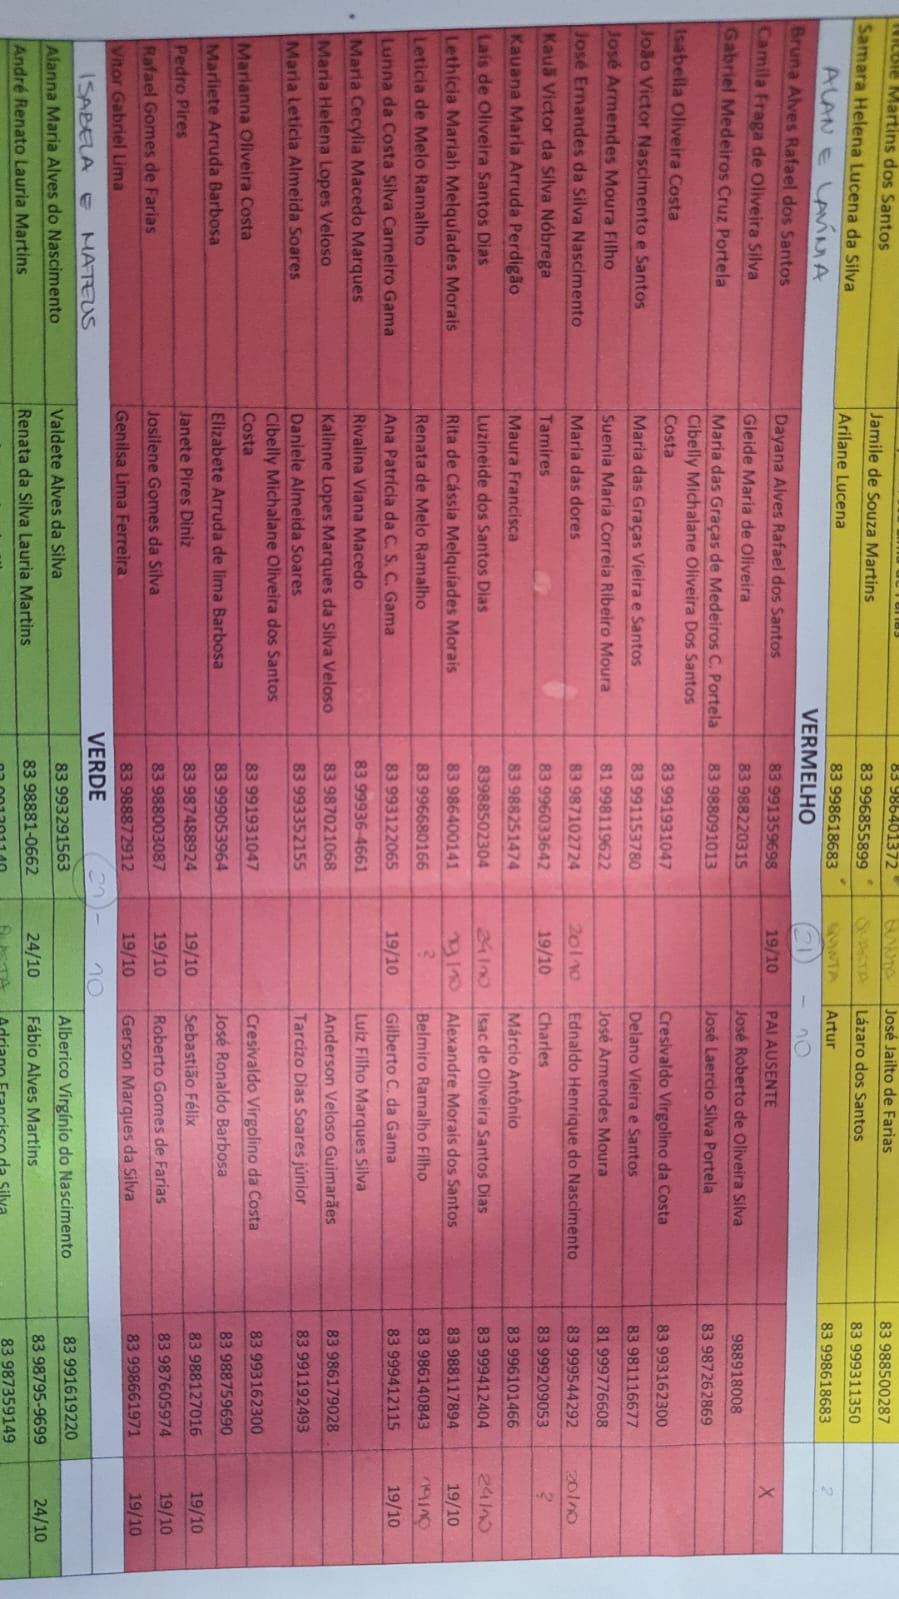 Nicole Martins dos Santos Jamile de Souza Martins 83 986401372 QUINTA José Jailto de Farias 83 988500287
Samara Helena Lucena da Silva Arilane Lucena 83 996855899 QUARTA Lázaro dos Santos 83 999311350
83 998618683 QUINTA Artur 83 998618683 ?
ALAN E LAVÍNIA VERMELHO 21 - 10
Bruna Alves Rafael dos Santos Dayana Alves Rafael dos Santos 83 991359698 19/10 PAI AUSENTE X
Camila Fraga de Oliveira Silva Gleide Maria de Oliveira 83 988220315 José Roberto de Oliveira Silva 988918008
Gabriel Medeiros Cruz Portela Maria das Graças de Medeiros C. Portela 83 988091013 José Laercio Silva Portela 83 987262869
Isabella Oliveira Costa Cibelly Michalane Oliveira Dos Santos Costa 83 991931047 Cresivaldo Virgolino da Costa 83 993162300
João Victor Nascimento e Santos Maria das Graças Vieira e Santos 83 991153780 Delano Vieira e Santos 83 981116677
José Armendes Moura Filho Suenia Maria Correia Ribeiro Moura 81 998119622 José Armendes Moura 81 999776608
José Ernandes da Silva Nascimento Maria das dores 83 987102724 20/10 Ednaldo Henrique do Nascimento 83 999544292 20/10
Kauã Victor da Silva Nóbrega Tamires 83 996033642 19/10 Charles 83 999209053 ?
Kauana Maria Arruda Perdigão Maura Francisca 83 988251474 Márcio Antônio 83 996101466
Laís de Oliveira Santos Dias Luzineide dos Santos Dias 83988502304 24/10 Isac de Oliveira Santos Dias 83 999412404 24/10
Lethícia Mariah Melquíades Morais Rita de Cássia Melquíades Morais 83 986400141 19/10 Alexandre Morais dos Santos 83 988117894 19/10
Leticia de Melo Ramalho Renata de Melo Ramalho 83 996680166 ? Belmiro Ramalho Filho 83 986140843 19/10
Lunna da Costa Silva Carneiro Gama Ana Patrícia da C. S. C. Gama 83 993122065 19/10 Gilberto C. da Gama 83 999412115 19/10
Maria Cecylia Macedo Marques Rivalina Viana Macedo 83 99936-4661 Luiz Filho Marques Silva
Maria Helena Lopes Veloso Kalinne Lopes Marques da Silva Veloso 83 987021068 Anderson Veloso Guimarães 83 986179028
Maria Leticia Almeida Soares Daniele Almeida Soares 83 993352155 Tarcizo Dias Soares júnior 83 991192493
Marianna Oliveira Costa Cibelly Michalane Oliveira dos Santos Costa 83 991931047 Cresivaldo Virgolino da Costa 83 993162300
Marliete Arruda Barbosa Elizabete Arruda de lima Barbosa 83 999053964 José Ronaldo Barbosa 83 988759690
Pedro Pires Janete Pires Diniz 83 987488924 19/10 Sebastião Félix 83 988127016 19/10
Rafael Gomes de Farias Josilene Gomes da Silva 83 988003087 19/10 Roberto Gomes de Farias 83 987605974 19/10
Vitor Gabriel Lima Genilsa Lima Ferreira 83 988872912 19/10 Gerson Marques da Silva 83 998661971 19/10
ISABELA E MATEUS VERDE 21 - 10
Alanna Maria Alves do Nascimento Valdete Alves da Silva 83 993291563 Alberico Virgínio do Nascimento 83 991619220
André Renato Lauria Martins Renata da Silva Lauria Martins 83 98881-0662 24/10 Fábio Alves Martins 83 98795-9699 24/10
QUARTA Adriano Francisco da Silva 83 987359149